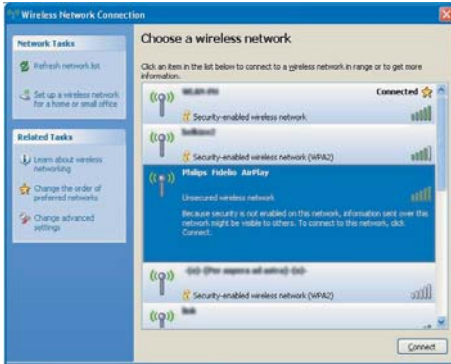 Wireless Network Connection
Network Tasks
Refresh network list
Set up a wireless network
for a home or small office
Related Tasks
Learn about wireless
networking
Change the order of
preferred networks
Change advanced
settings
Choose a wireless network
Click an item in the list below to connect to a wireless network in range or to get more
information.
Connected
Security-enabled wireless network
Security-enabled wireless network (WPA2)
Philips Fidelio AirPlay
Unsecured wireless network
Because security is not enabled on this network, information sent over this
network might be visible to others. To connect to this network, click
Connect.
Security-enabled wireless network (WPA2)
Connect